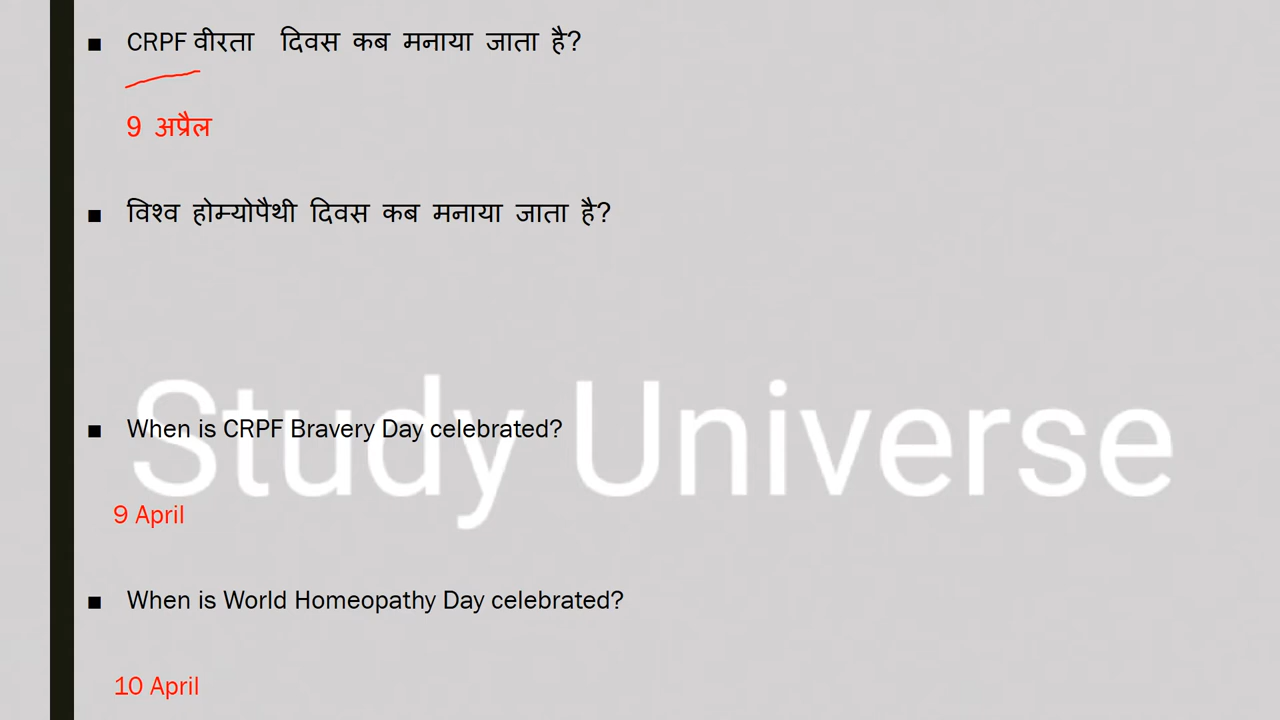 CRPF वीरता दिवस कब मनाया जाता है?
9 अप्रैल
विश्व होम्योपैथी दिवस कब मनाया जाता है?
Study Universe
When is CRPF Bravery Day celebrated?
9 April
When is World Homeopathy Day celebrated?
10 April